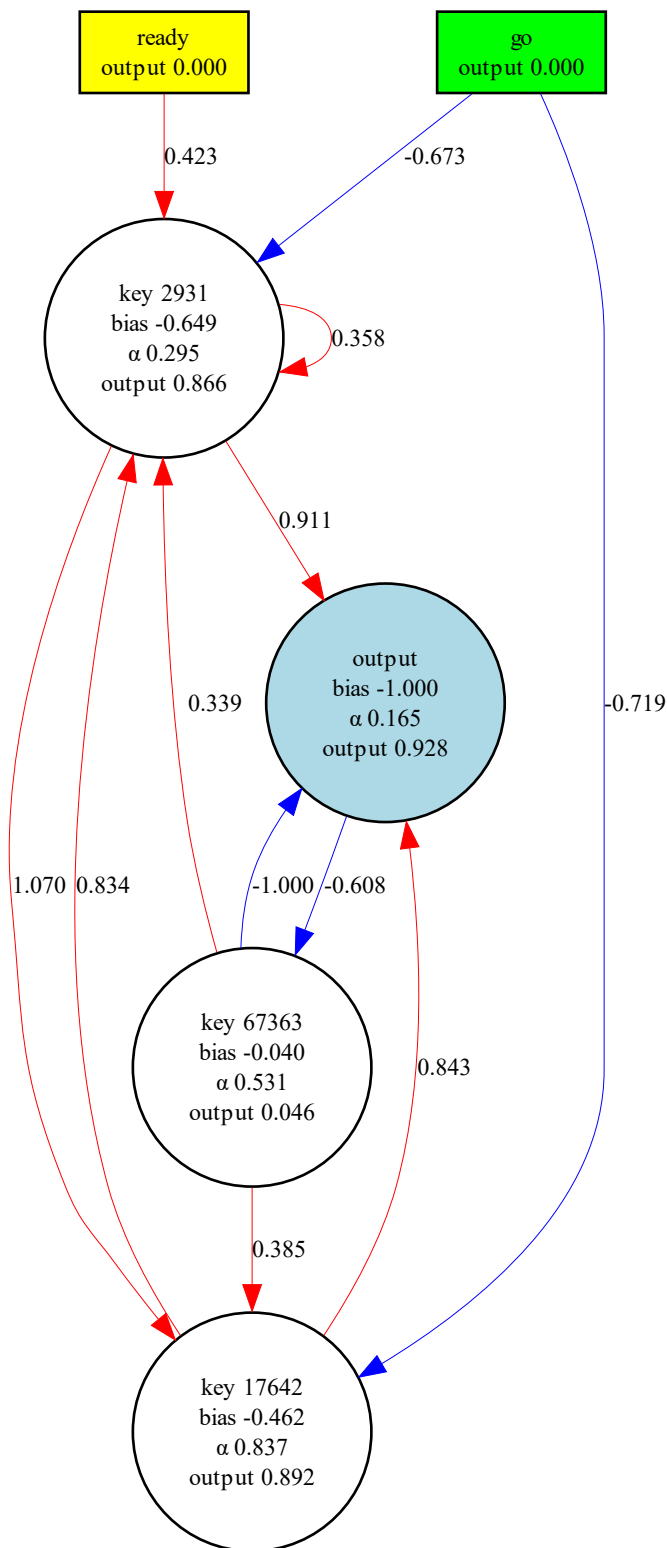 ready
output 0.000
go
output 0.000
0.423
-0.673
key 2931
bias -0.649
α 0.295
output 0.866
0.358
0.911
output
bias -1.000
α 0.165
output 0.928
0.339
-0.719
1.070
0.834
-1.000
-0.608
key 67363
bias -0.040
α 0.531
output 0.046
0.843
0.385
key 17642
bias -0.462
α 0.837
output 0.892